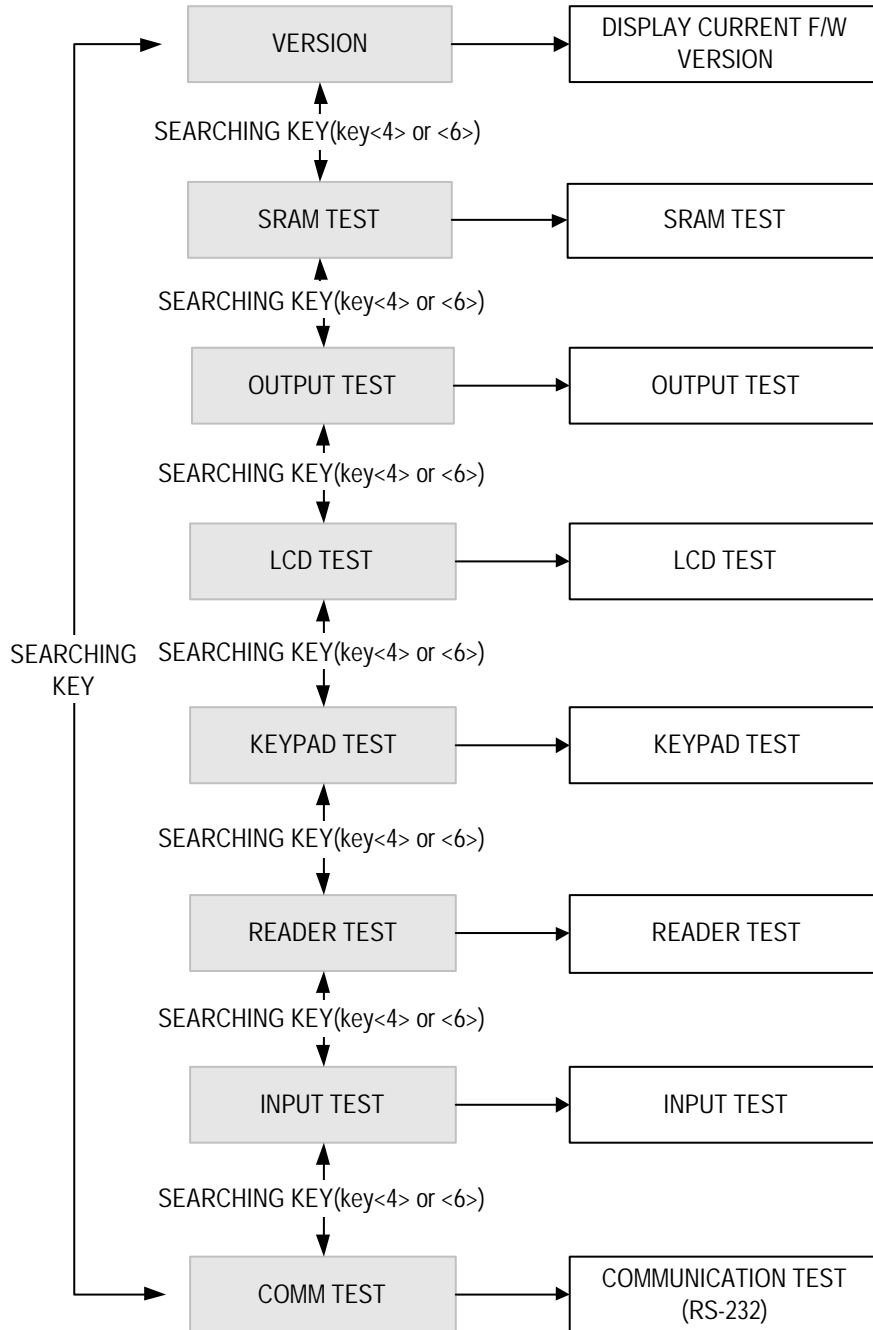 VERSION
DISPLAY CURRENT F/W
VERSION
SEARCHING KEY(key<4> or <6>)
SRAM TEST
SRAM TEST
SEARCHING KEY(key<4> or <6>)
OUTPUT TEST
OUTPUT TEST
SEARCHING KEY(key<4> or <6>)
LCD TEST
LCD TEST
SEARCHING
KEY
SEARCHING KEY(key<4> or <6>)
KEYPAD TEST
KEYPAD TEST
SEARCHING KEY(key<4> or <6>)
READER TEST
READER TEST
SEARCHING KEY(key<4> or <6>)
INPUT TEST
INPUT TEST
SEARCHING KEY(key<4> or <6>)
COMM TEST
COMMUNICATION TEST
(RS-232)